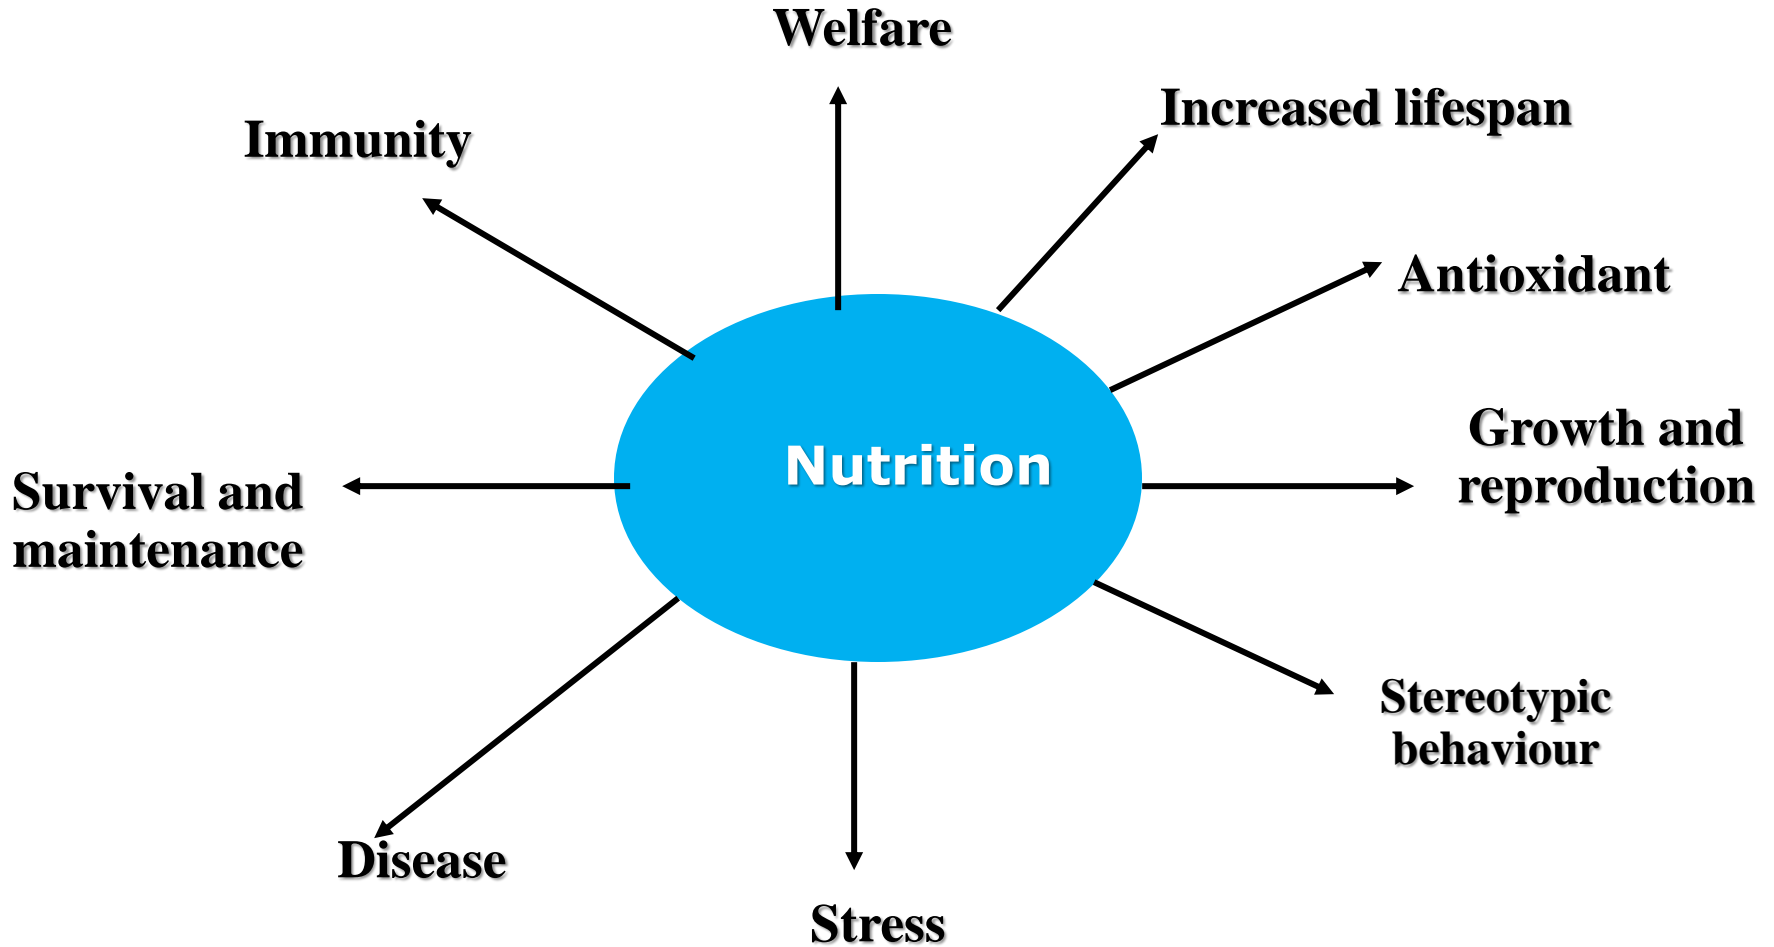 Welfare
Increased lifespan
Immunity
Antioxidant
Growth and
reproduction
Nutrition
Survival and
maintenance
Stereotypic
behaviour
Disease
Stress